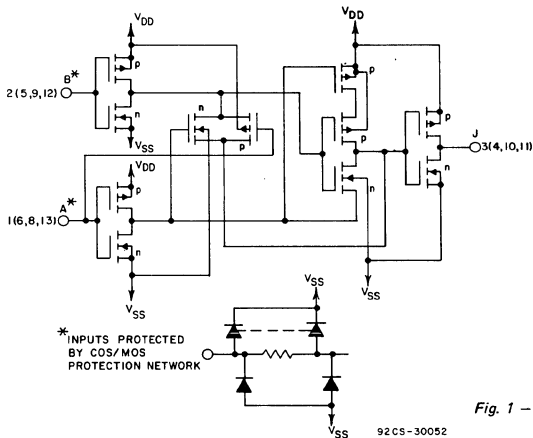 VDD
VDD
B*
p
p
2(5,9,12)
n
n
p
p
J
p
3(4,10,11)
VSS
VDD
n
n
A*
p
1(6,8,13)
n
VSS
VSS
VSS
*INPUTS PROTECTED
BY COS/MOS
PROTECTION NETWORK
VSS
92CS-30052
Fig. 1 –